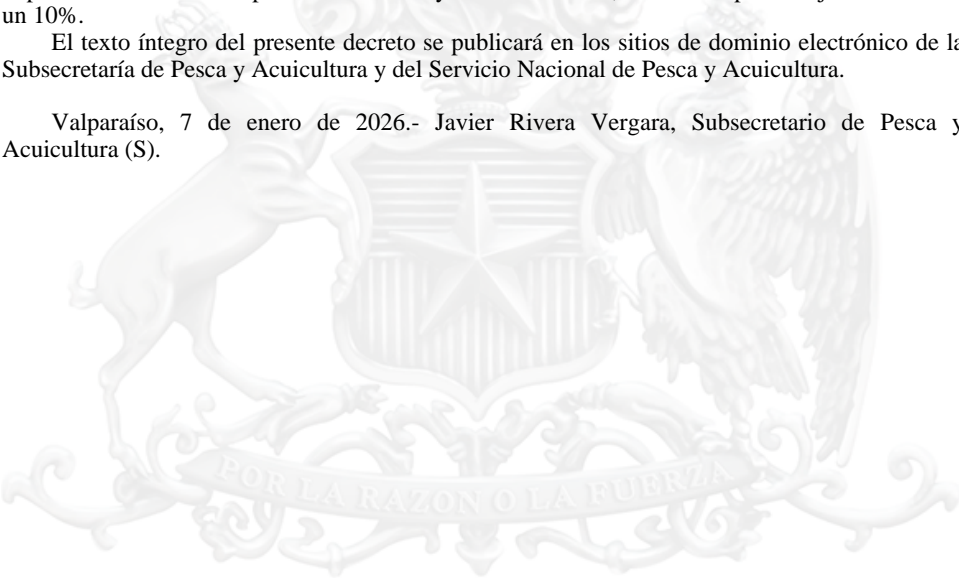 un 10%.
El texto íntegro del presente decreto se publicará en los sitios de dominio electrónico de la
Subsecretaría de Pesca y Acuicultura y del Servicio Nacional de Pesca y Acuicultura.
Valparaíso, 7 de enero de 2026.- Javier Rivera Vergara, Subsecretario de Pesca y
Acuicultura (S).
POR LA RAZON O LA FUERZA